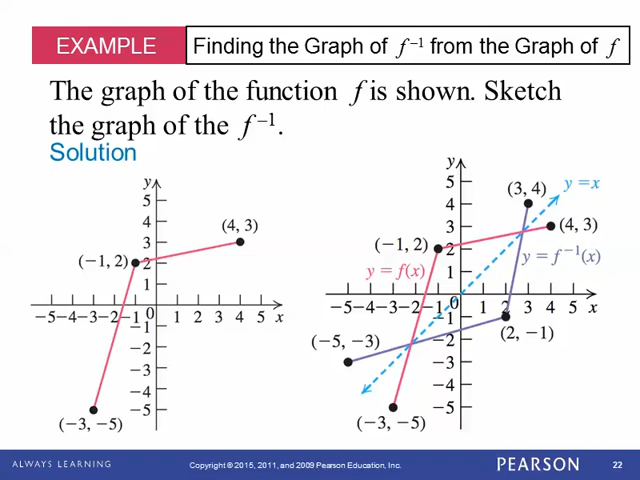 EXAMPLE
Finding the Graph of f⁻¹ from the Graph of f
The graph of the function f is shown. Sketch
the graph of the f⁻¹.
Solution
y
5
4
(4, 3)
3
(−1, 2)
2
1
−5−4−3−2−1 0 1 2 3 4 5 x
−1
−2
−3
−4
−5
(−3, −5)
y
5
(3, 4)
y = x
4
3
(4, 3)
(−1, 2)
2
y = f(x)
1
y = f⁻¹(x)
−5−4−3−2−1 0 1 2 3 4 5 x
−1
(2, −1)
(−5, −3)
−2
−3
−4
−5
(−3, −5)
ALWAYS LEARNING
Copyright © 2015, 2011, and 2009 Pearson Education, Inc.
PEARSON
22